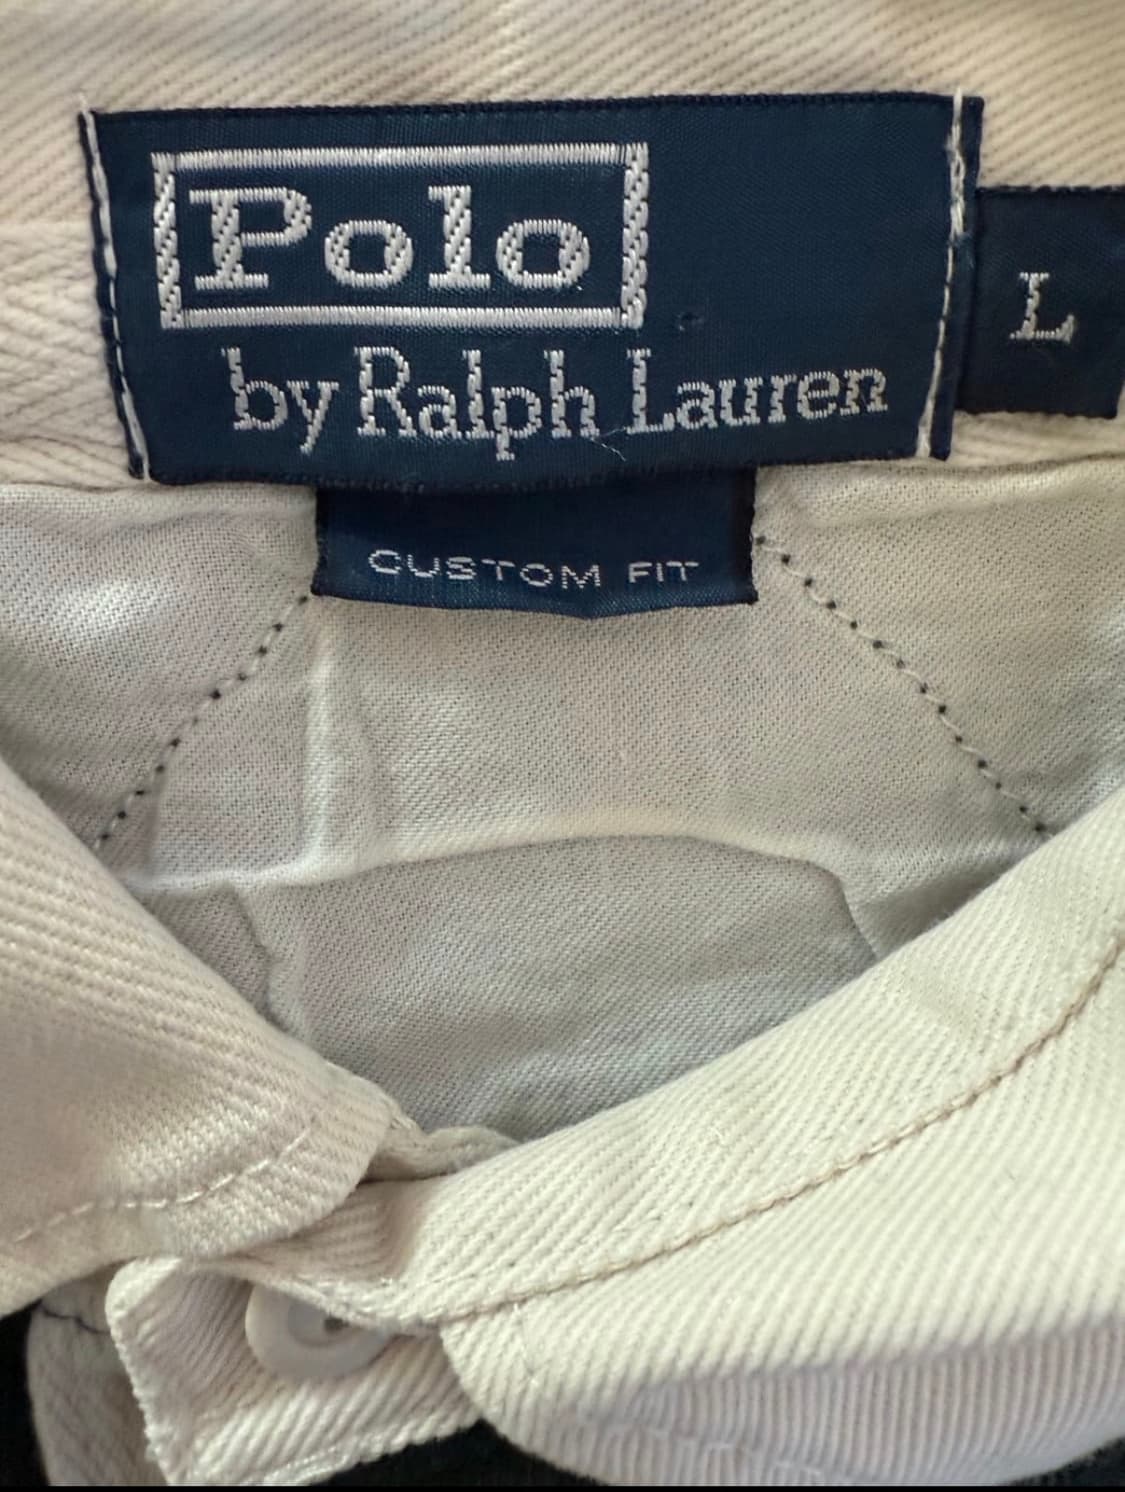 Polo
by Ralph Lauren
L
CUSTOM FIT